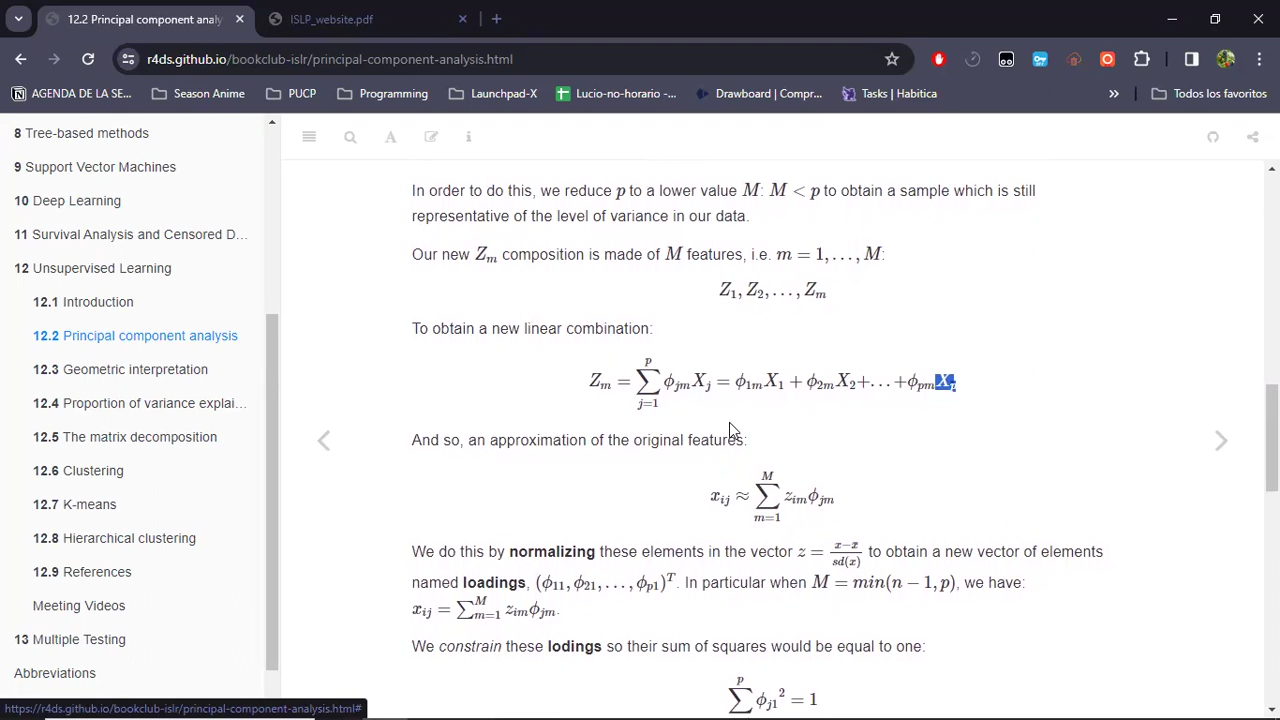 12.2 Principal component analy
ISLP_website.pdf
r4ds.github.io/bookclub-islr/principal-component-analysis.html
AGENDA DE LA SE... Season Anime PUCP Programming Launchpad-X Lucio-no-horario -... Drawboard | Compr... Tasks | Habitica » Todos los favoritos
8 Tree-based methods
9 Support Vector Machines
10 Deep Learning
11 Survival Analysis and Censored D...
12 Unsupervised Learning
12.1 Introduction
12.2 Principal component analysis
12.3 Geometric interpretation
12.4 Proportion of variance explai...
12.5 The matrix decomposition
12.6 Clustering
12.7 K-means
12.8 Hierarchical clustering
12.9 References
Meeting Videos
13 Multiple Testing
Abbreviations
https://r4ds.github.io/bookclub-islr/principal-component-analysis.html#
In order to do this, we reduce p to a lower value M: M < p to obtain a sample which is still
representative of the level of variance in our data.
Our new Z_m composition is made of M features, i.e. m = 1, . . . , M:
Z_1, Z_2, . . . , Z_m
To obtain a new linear combination:
Z_m = ∑_{j=1}^{p} ϕ_{jm} X_j = ϕ_{1m} X_1 + ϕ_{2m} X_2+. . . +ϕ_{pm} X_p
And so, an approximation of the original features:
x_{ij} ≈ ∑_{m=1}^{M} z_{im} ϕ_{jm}
We do this by normalizing these elements in the vector z = \frac{x−\bar{x}}{sd(x)} to obtain a new vector of elements
named loadings, (ϕ_{11}, ϕ_{21}, . . . , ϕ_{p1})^T. In particular when M = min(n − 1, p), we have:
x_{ij} = ∑_{m=1}^{M} z_{im} ϕ_{jm}.
We constrain these lodings so their sum of squares would be equal to one:
∑^{p} ϕ_{j1}^2 = 1